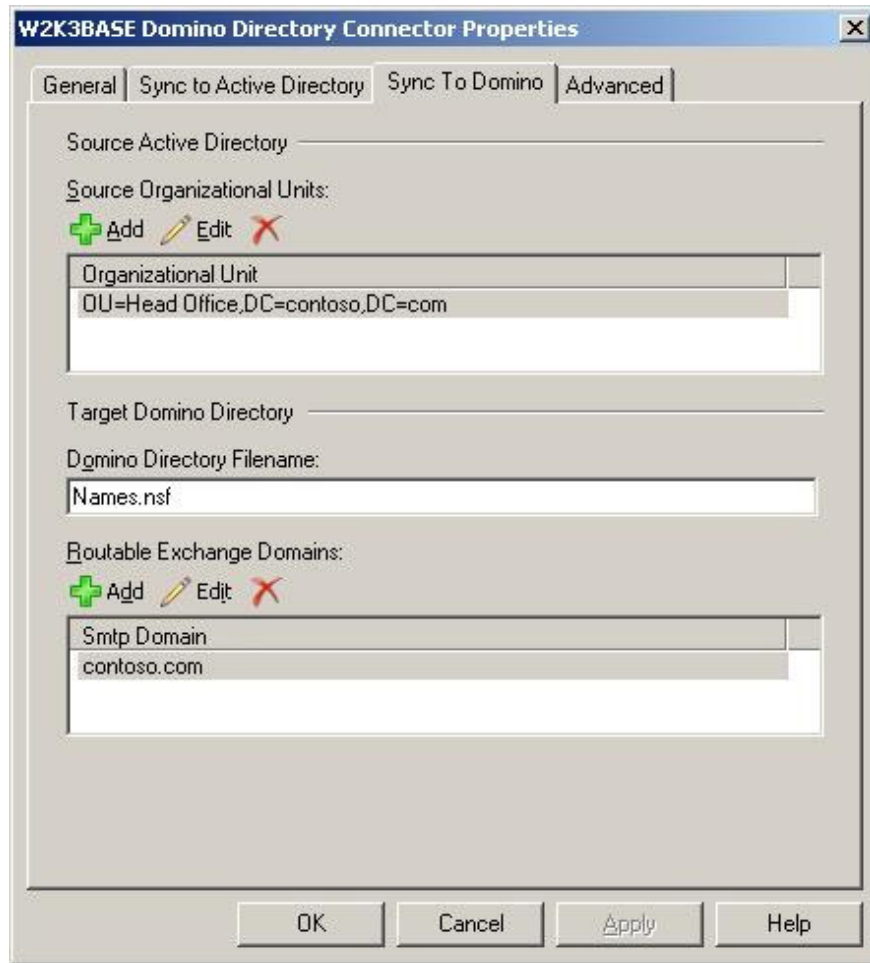 W2K3BASE Domino Directory Connector Properties
General Sync to Active Directory Sync To Domino Advanced
Source Active Directory
Source Organizational Units:
Add Edit
Organizational Unit
OU=Head Office,DC=contoso,DC=com
Target Domino Directory
Domino Directory Filename:
Names.nsf
Routable Exchange Domains:
Add Edit
Smtp Domain
contoso.com
OK Cancel Apply Help